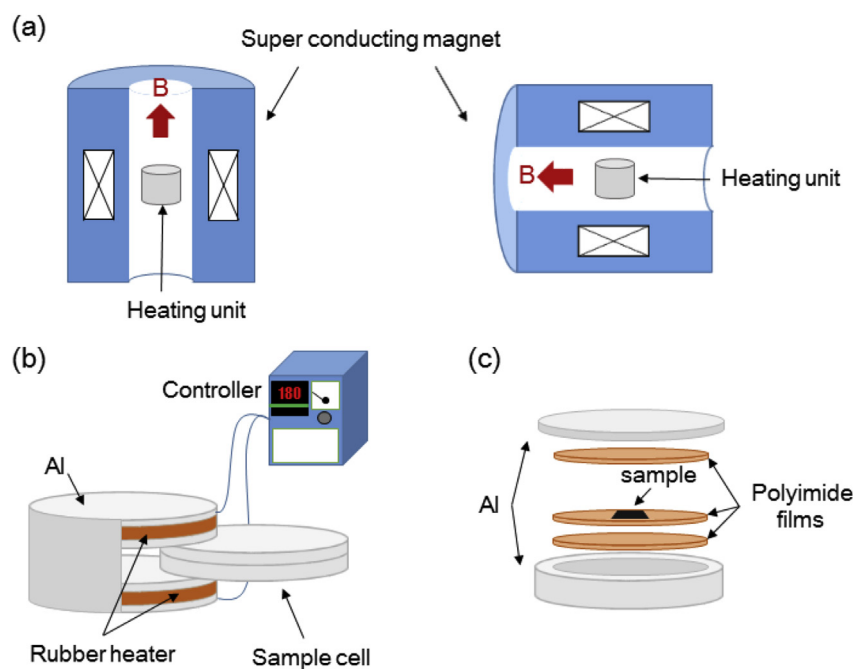 (a)
Super conducting magnet
B
B
Heating unit
Heating unit
(b)
Controller
180
Al
Rubber heater
Sample cell
(c)
sample
Al
Polyimide
films